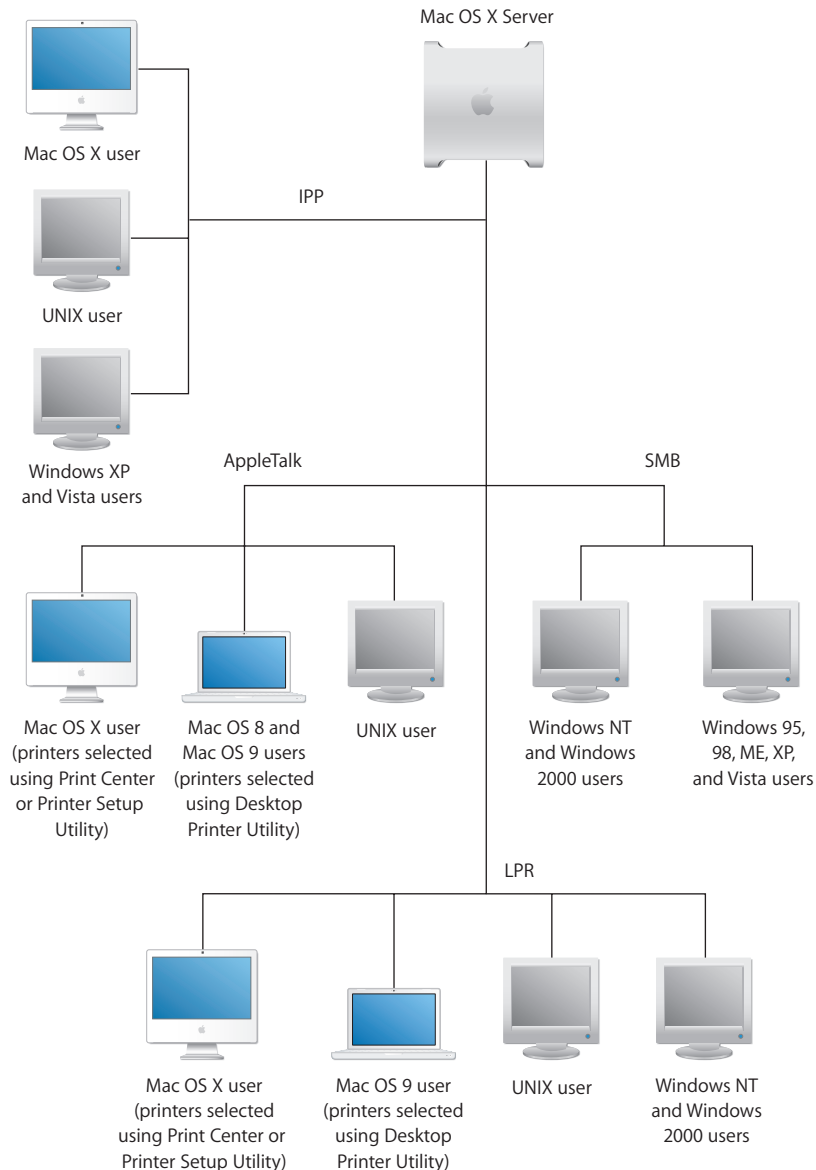 Mac OS X Server
Mac OS X user
IPP
UNIX user
Windows XP
and Vista users
AppleTalk
SMB
Mac OS X user
(printers selected
using Print Center
or Printer Setup
Utility)
Mac OS 8 and
Mac OS 9 users
(printers selected
using Desktop
Printer Utility)
UNIX user
Windows NT
and Windows
2000 users
Windows 95,
98, ME, XP,
and Vista users
LPR
Mac OS X user
(printers selected
using Print Center or
Printer Setup Utility)
Mac OS 9 user
(printers selected
using Desktop
Printer Utility)
UNIX user
Windows NT
and Windows
2000 users